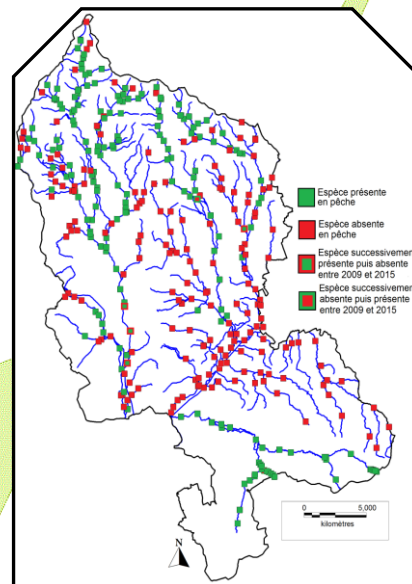 Espèce présente
en pêche
Espèce absente
en pêche
Espèce successivemen
présente puis absente
entre 2009 et 2015
Espèce successivemen
absente puis présente
entre 2009 et 2015
0 5,000
kilomètres
N